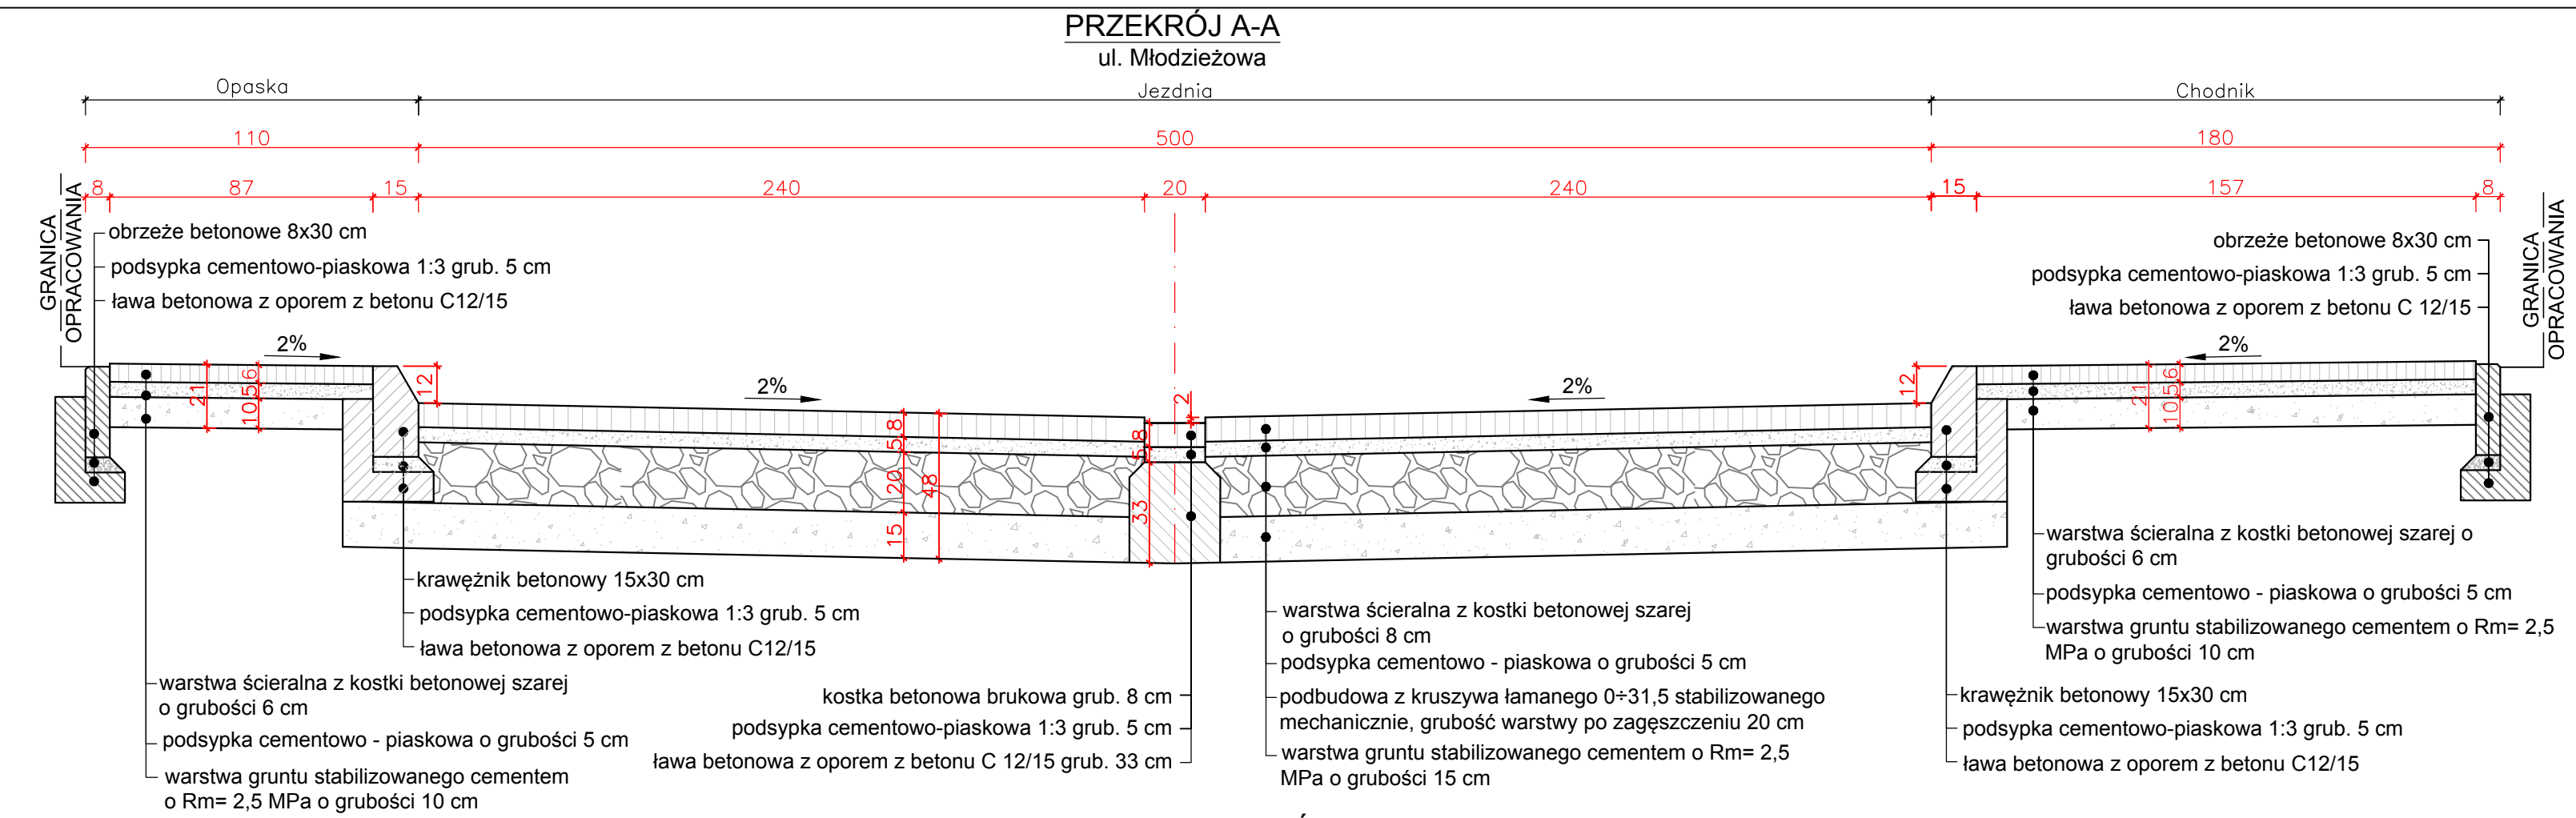 PRZEKRÓJ A-A
ul. Młodzieżowa
Opaska
Jezdnia
Chodnik
110
500
180
8
87
15
240
20
240
15
157
8
GRANICA
OPRACOWANIA
obrzeże betonowe 8x30 cm
podsypka cementowo-piaskowa 1:3 grub. 5 cm
ława betonowa z oporem z betonu C12/15
obrzeże betonowe 8x30 cm
podsypka cementowo-piaskowa 1:3 grub. 5 cm
ława betonowa z oporem z betonu C 12/15
GRANICA
OPRACOWANIA
2%
2%
2%
2%
21
6
5
10
12
8
5
20
15
48
2
8
5
33
12
21
6
5
10
krawężnik betonowy 15x30 cm
podsypka cementowo-piaskowa 1:3 grub. 5 cm
ława betonowa z oporem z betonu C12/15
warstwa ścieralna z kostki betonowej szarej
o grubości 6 cm
podsypka cementowo - piaskowa o grubości 5 cm
warstwa gruntu stabilizowanego cementem
o Rm= 2,5 MPa o grubości 10 cm
kostka betonowa brukowa grub. 8 cm
podsypka cementowo-piaskowa 1:3 grub. 5 cm
ława betonowa z oporem z betonu C 12/15 grub. 33 cm
warstwa ścieralna z kostki betonowej szarej
o grubości 8 cm
podsypka cementowo - piaskowa o grubości 5 cm
podbudowa z kruszywa łamanego 0÷31,5 stabilizowanego
mechanicznie, grubość warstwy po zagęszczeniu 20 cm
warstwa gruntu stabilizowanego cementem o Rm= 2,5
MPa o grubości 15 cm
warstwa ścieralna z kostki betonowej szarej o
grubości 6 cm
podsypka cementowo - piaskowa o grubości 5 cm
warstwa gruntu stabilizowanego cementem o Rm= 2,5
MPa o grubości 10 cm
krawężnik betonowy 15x30 cm
podsypka cementowo-piaskowa 1:3 grub. 5 cm
ława betonowa z oporem z betonu C12/15